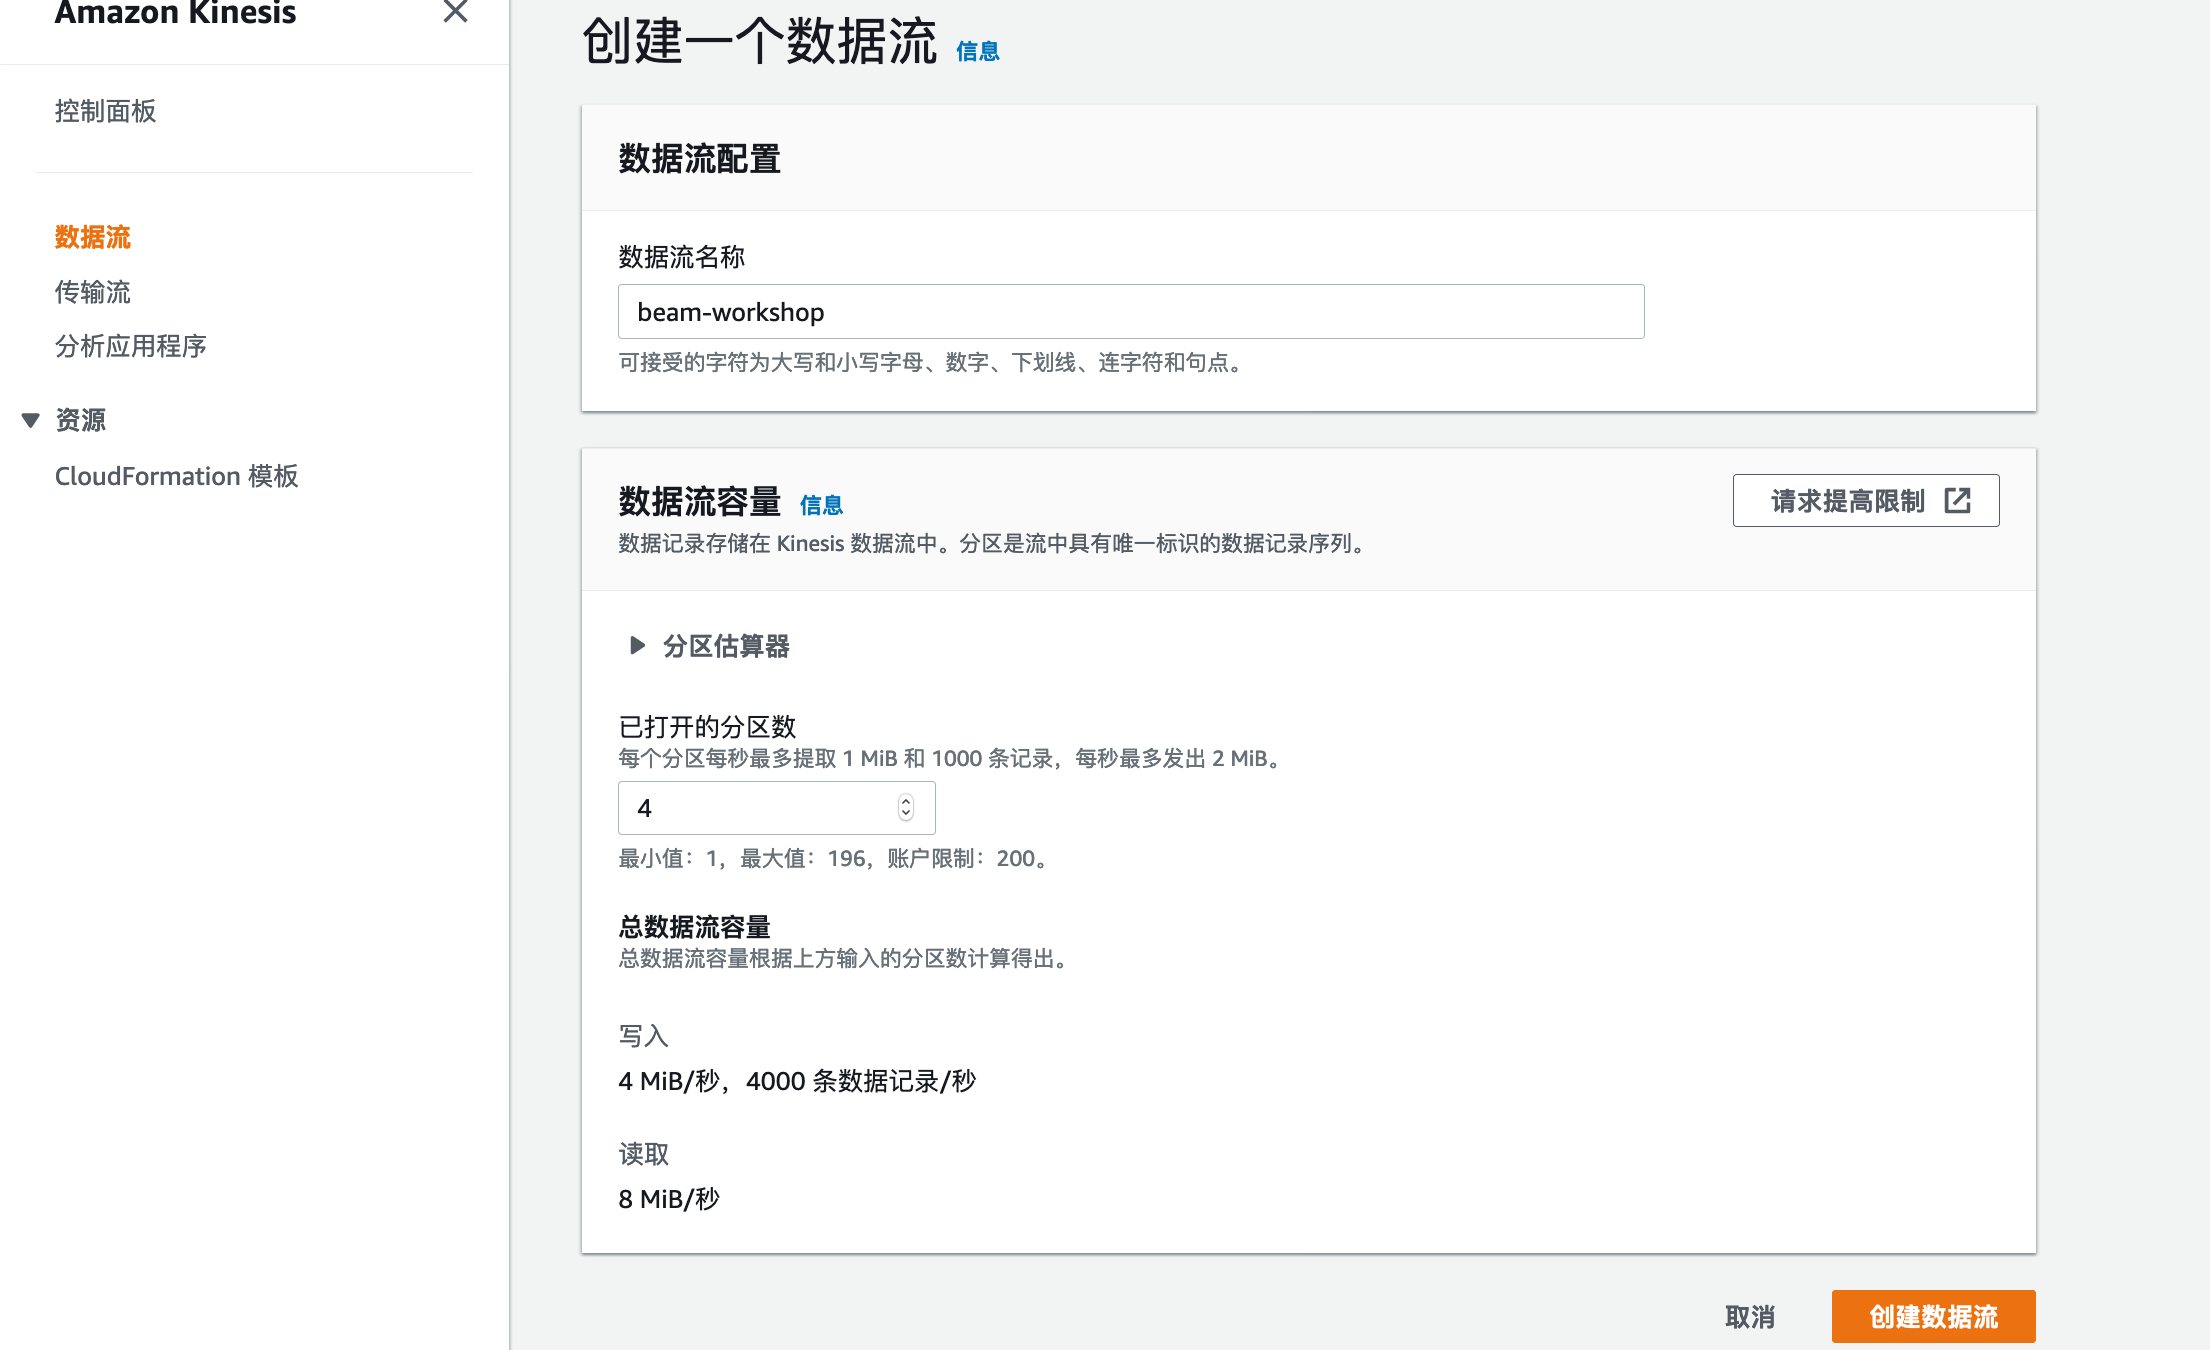 Amazon Kinesis
控制面板
数据流
传输流
分析应用程序
资源
CloudFormation 模板
创建一个数据流 信息
数据流配置
数据流名称
beam-workshop
可接受的字符为大写和小写字母、数字、下划线、连字符和句点。
数据流容量 信息
请求提高限制
数据记录存储在 Kinesis 数据流中。分区是流中具有唯一标识的数据记录序列。
分区估算器
已打开的分区数
每个分区每秒最多提取 1 MiB 和 1000 条记录，每秒最多发出 2 MiB。
4
最小值：1，最大值：196，账户限制：200。
总数据流容量
总数据流容量根据上方输入的分区数计算得出。
写入
4 MiB/秒，4000 条数据记录/秒
读取
8 MiB/秒
取消
创建数据流